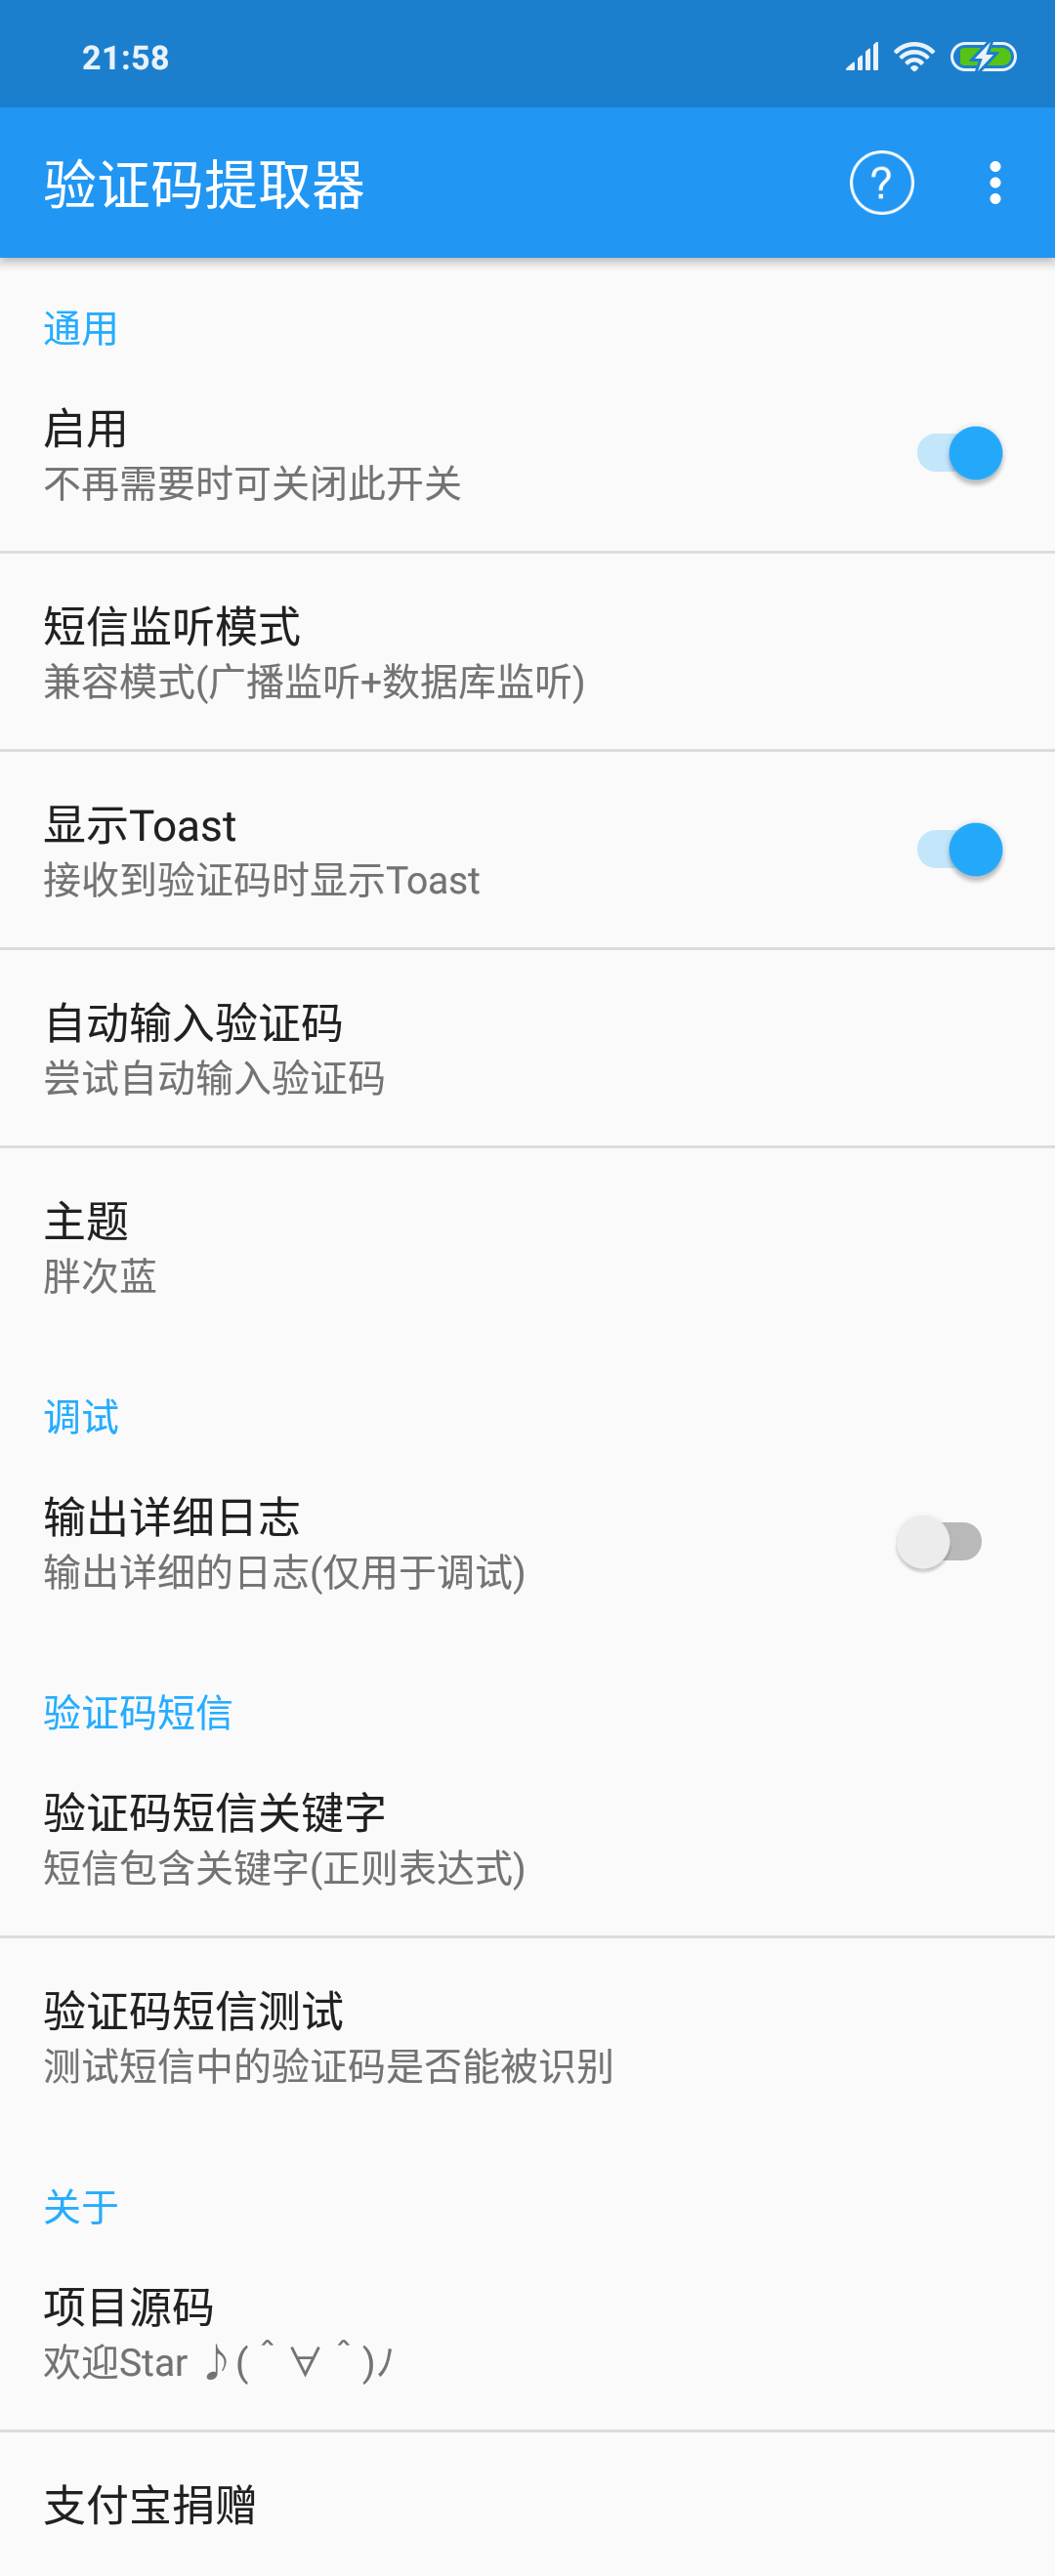 21:58
验证码提取器
?
通用
启用
不再需要时可关闭此开关
短信监听模式
兼容模式(广播监听+数据库监听)
显示Toast
接收到验证码时显示Toast
自动输入验证码
尝试自动输入验证码
主题
胖次蓝
调试
输出详细日志
输出详细的日志(仅用于调试)
验证码短信
验证码短信关键字
短信包含关键字(正则表达式)
验证码短信测试
测试短信中的验证码是否能被识别
关于
项目源码
欢迎Star ♪(＾∀＾)ﾉ
支付宝捐赠